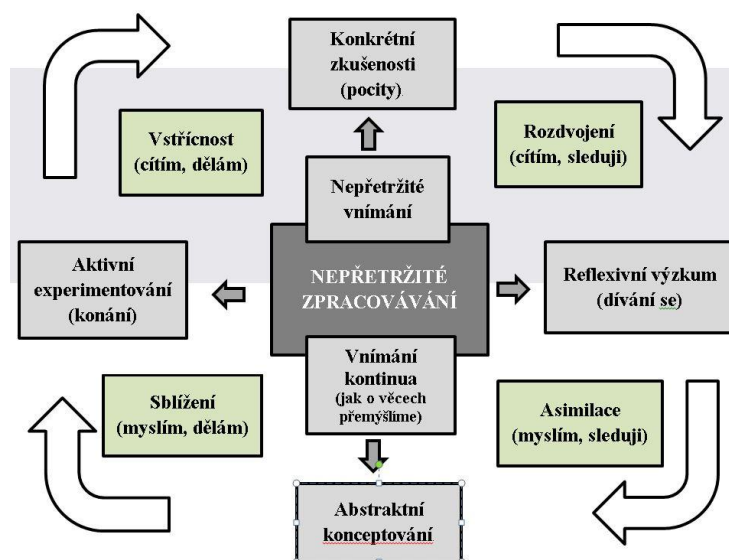 Konkrétní
zkušenosti
(pocity)
Vstřícnost
(cítím, dělám)
Rozdvojení
(cítím, sleduji)
Nepřetržité
vnímání
Aktivní
experimentování
(konání)
NEPŘETRŽITÉ
ZPRACOVÁVÁNÍ
Reflexivní výzkum
(dívání se)
Vnímání
kontinua
(jak o věcech
přemýšlíme)
Sblížení
(myslím, dělám)
Asimilace
(myslím, sleduji)
Abstraktní
konceptování